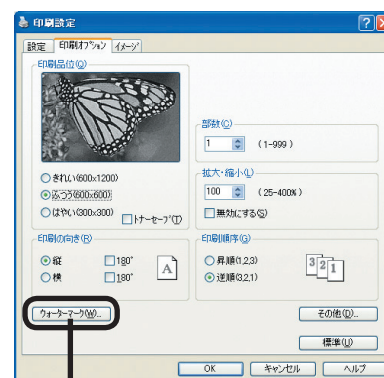 印刷設定
設定 印刷オプション イメージ
印刷品位(Q)
きれい(600x1200)
ふつう(600x600)
はやい(300x300)
トナーセーブ(T)
部数(C)
1 (1-999)
拡大・縮小(L)
100 (25-400%)
無効にする(S)
印刷の向き(R)
縦 180°
横 180°
A
印刷順序(G)
昇順(1,2,3)
逆順(3,2,1)
3 2 1
ウォーターマーク(W)...
その他(D)...
標準(U)
OK キャンセル ヘルプ